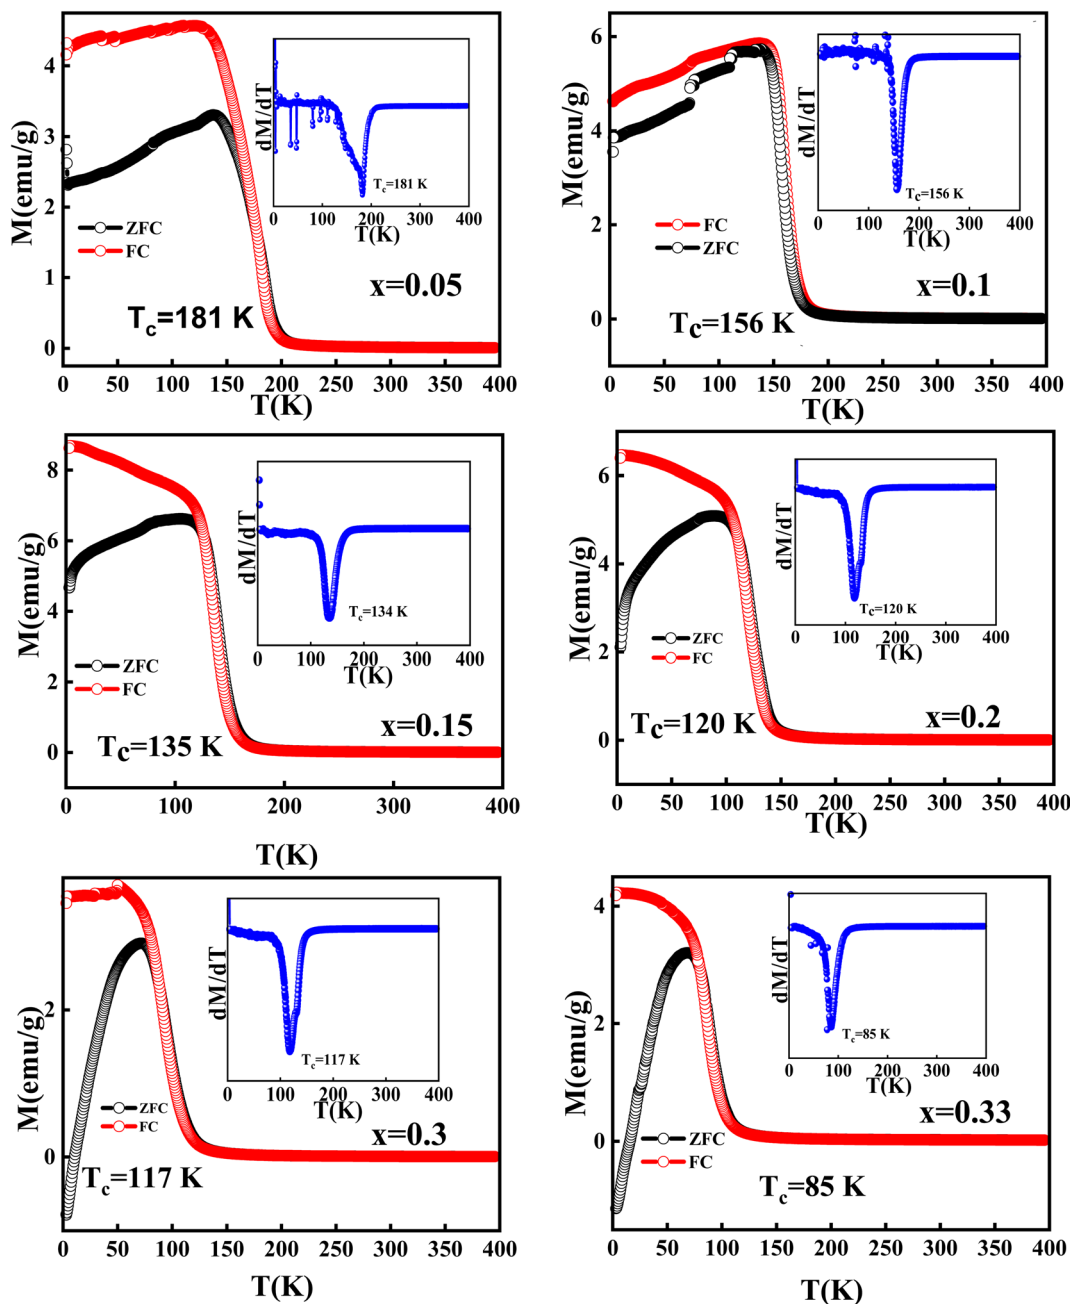 M(emu/g)
4
3
2
0
dM/dT
T_c=181 K
0 100 200 300 400
T(K)
ZFC
FC
x=0.05
T_c=181 K
0 50 100 150 200 250 300 350 400
T(K)
M(emu/g)
6
4
2
0
dM/dT
T_c=156 K
0 100 200 300 400
T(K)
FC
ZFC
x=0.1
T_c=156 K
0 50 100 150 200 250 300 350 400
T(K)
M(emu/g)
8
6
4
2
0
dM/dT
T_c=134 K
0 100 200 300 400
T(K)
ZFC
FC
x=0.15
Tc=135 K
0 100 200 300 400
T(K)
M(emu/g)
6
4
2
0
dM/dT
T_c=120 K
0 100 200 300 400
T(K)
ZFC
FC
x=0.2
Tc=120 K
0 50 100 150 200 250 300 350 400
T(K)
M(emu/g)
2
0
dM/dT
T_c=117 K
0 100 200 300 400
T(K)
ZFC
FC
x=0.3
T_c=117 K
0 50 100 150 200 250 300 350 400
T(K)
M(emu/g)
4
2
0
dM/dT
T_c=85 K
0 100 200 300 400
T(K)
ZFC
FC
x=0.33
T_c=85 K
0 50 100 150 200 250 300 350 400
T(K)